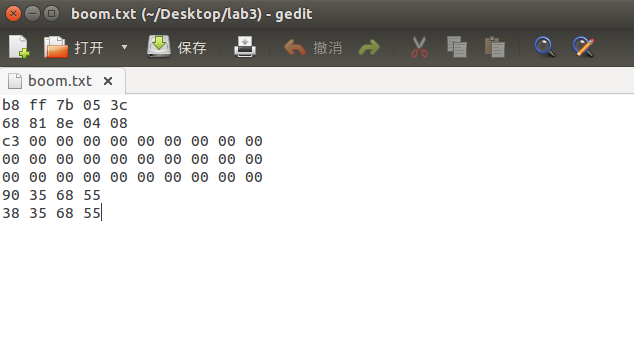 boom.txt (~/Desktop/lab3) - gedit
打开 保存 撤消
boom.txt
b8 ff 7b 05 3c
68 81 8e 04 08
c3 00 00 00 00 00 00 00 00 00
00 00 00 00 00 00 00 00 00 00
00 00 00 00 00 00 00 00 00 00
90 35 68 55
38 35 68 55